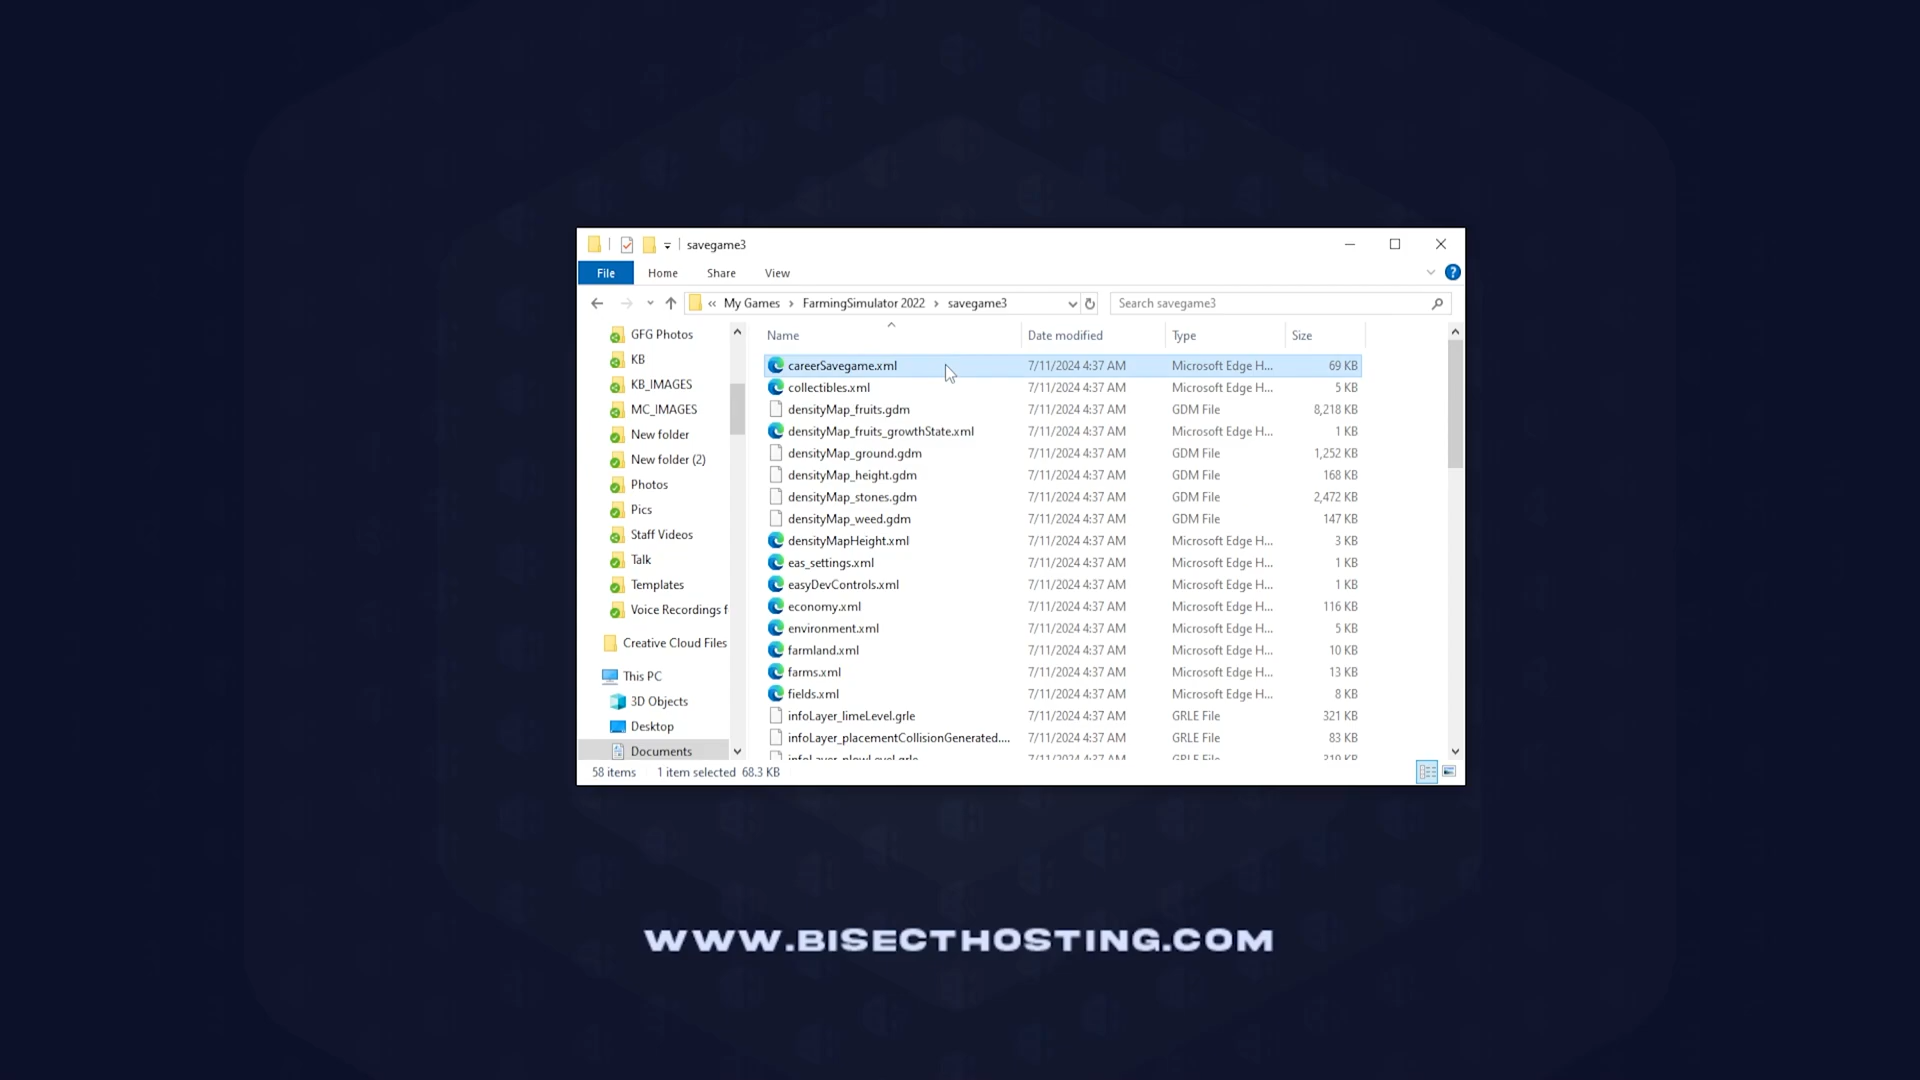 savegame3
File Home Share View
« My Games › FarmingSimulator 2022 › savegame3
Search savegame3
GFG Photos
KB
KB_IMAGES
MC_IMAGES
New folder
New folder (2)
Photos
Pics
Staff Videos
Talk
Templates
Voice Recordings f
Creative Cloud Files
This PC
3D Objects
Desktop
Documents
Name Date modified Type Size
careerSavegame.xml 7/11/2024 4:37 AM Microsoft Edge H... 69 KB
collectibles.xml 7/11/2024 4:37 AM Microsoft Edge H... 5 KB
densityMap_fruits.gdm 7/11/2024 4:37 AM GDM File 8,218 KB
densityMap_fruits_growthState.xml 7/11/2024 4:37 AM Microsoft Edge H... 1 KB
densityMap_ground.gdm 7/11/2024 4:37 AM GDM File 1,252 KB
densityMap_height.gdm 7/11/2024 4:37 AM GDM File 168 KB
densityMap_stones.gdm 7/11/2024 4:37 AM GDM File 2,472 KB
densityMap_weed.gdm 7/11/2024 4:37 AM GDM File 147 KB
densityMapHeight.xml 7/11/2024 4:37 AM Microsoft Edge H... 3 KB
eas_settings.xml 7/11/2024 4:37 AM Microsoft Edge H... 1 KB
easyDevControls.xml 7/11/2024 4:37 AM Microsoft Edge H... 1 KB
economy.xml 7/11/2024 4:37 AM Microsoft Edge H... 116 KB
environment.xml 7/11/2024 4:37 AM Microsoft Edge H... 5 KB
farmland.xml 7/11/2024 4:37 AM Microsoft Edge H... 10 KB
farms.xml 7/11/2024 4:37 AM Microsoft Edge H... 13 KB
fields.xml 7/11/2024 4:37 AM Microsoft Edge H... 8 KB
infoLayer_limeLevel.grle 7/11/2024 4:37 AM GRLE File 321 KB
infoLayer_placementCollisionGenerated.... 7/11/2024 4:37 AM GRLE File 83 KB
infoLayer_plowLevel.grle 7/11/2024 4:37 AM GRLE File 319 KB
58 items 1 item selected 68.3 KB
WWW.BISECTHOSTING.COM